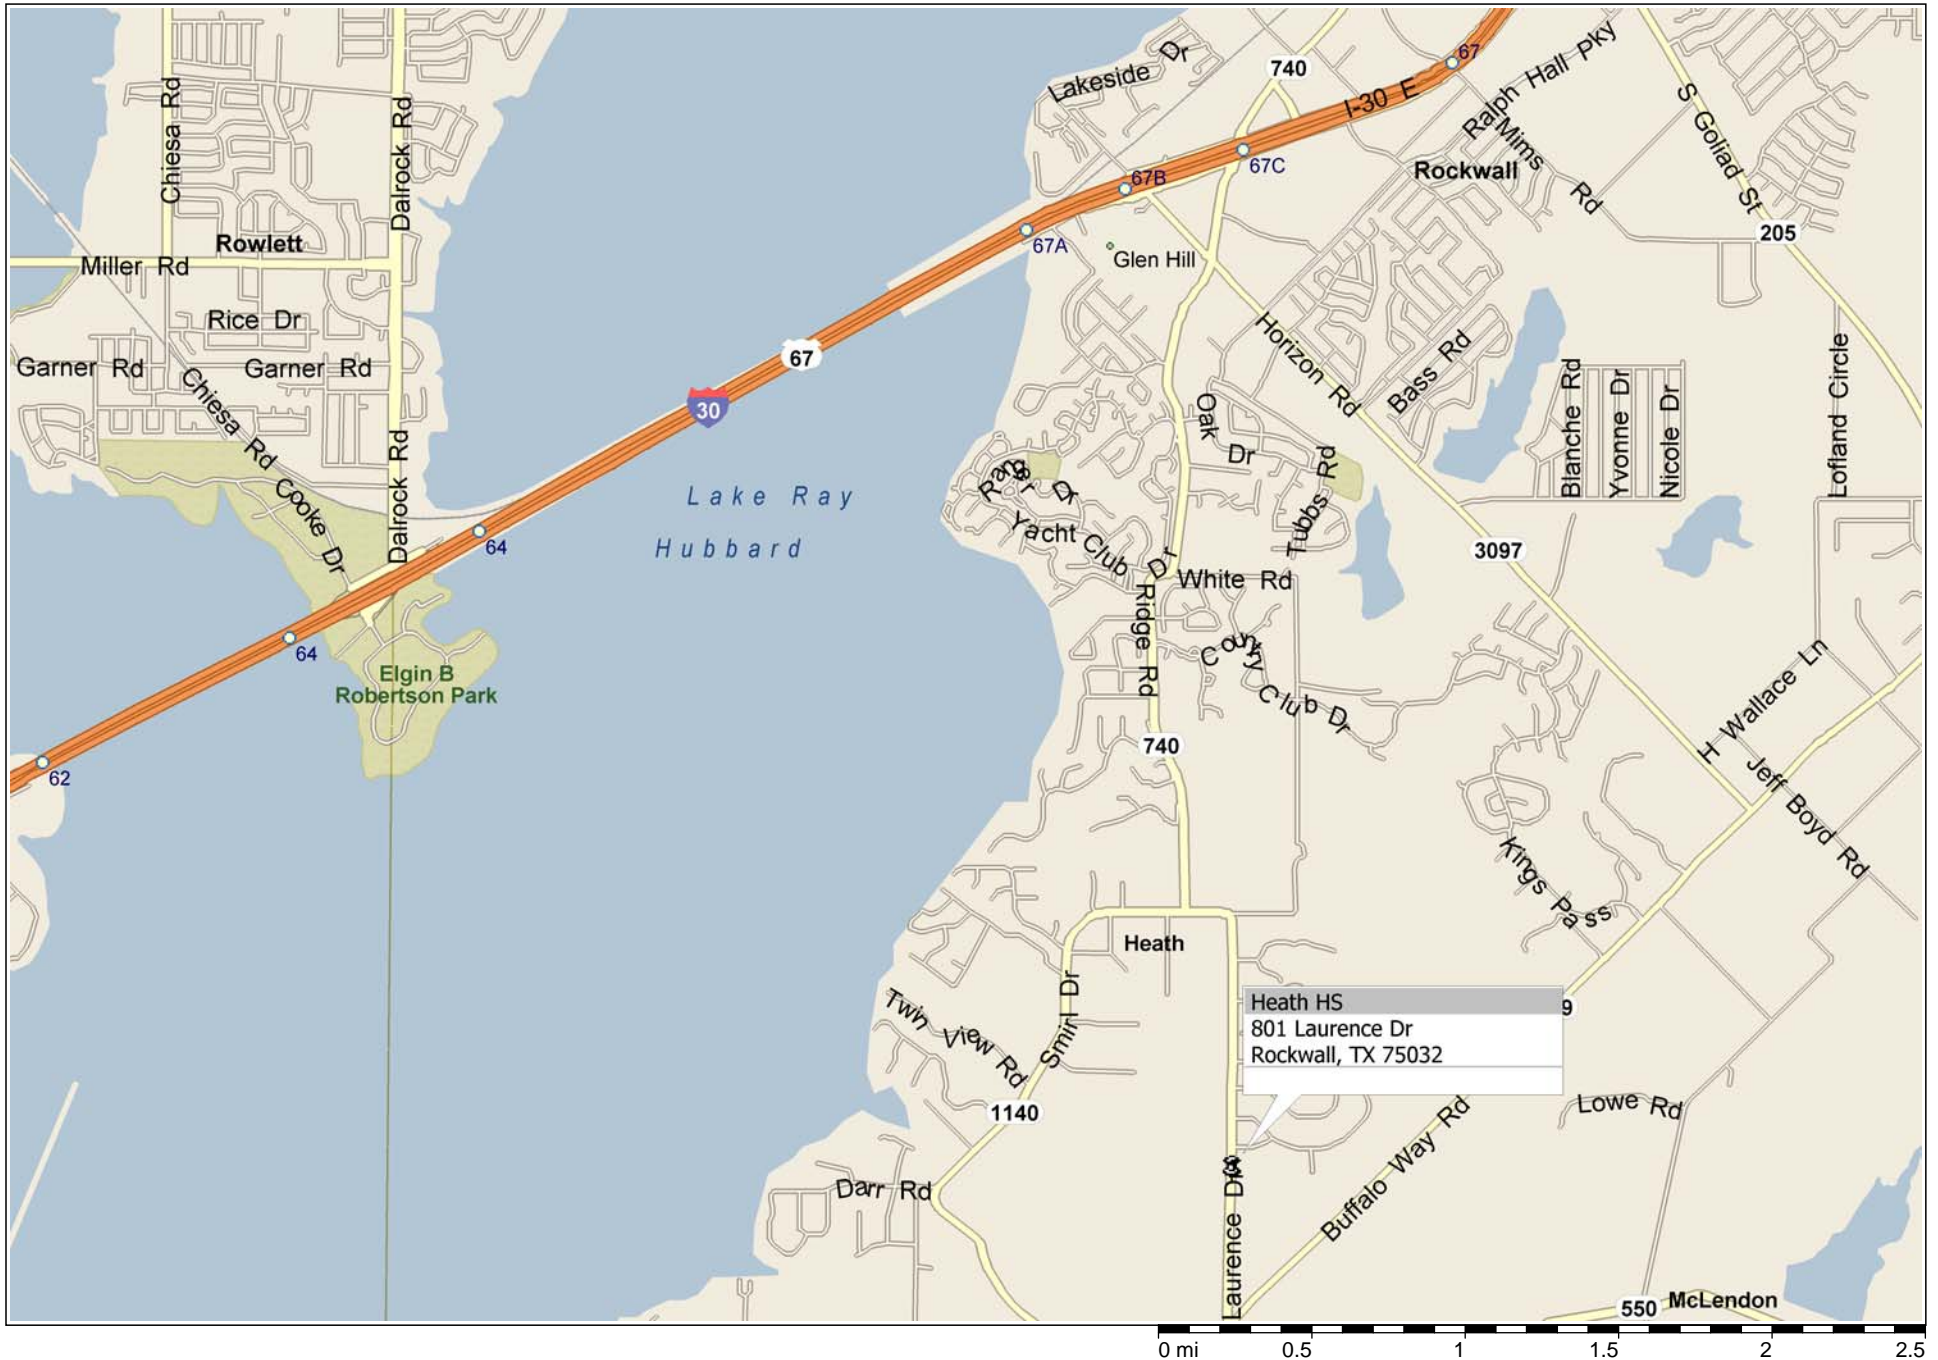 Lakeside Dr
740
67
I-30 E
Ralph Hall Pky
Mims Rd
S Goliad St
Chiesa Rd
Dalrock Rd
67B
67C
Rockwall
205
Rowlett
Miller Rd
67A
Glen Hill
Rice Dr
Garner Rd
Garner Rd
67
30
Horizon Rd
Bass Rd
Blanche Rd
Yvonne Dr
Nicole Dr
Lofland Circle
Chiesa Rd
Cooke Dr
Dalrock Rd
Oak Dr
Tubbs Rd
Ranger Dr
Yacht Club Dr
Lake Ray
Hubbard
64
64
3097
White Rd
Ridge Rd
Country Club Dr
Elgin B
Robertson Park
H Wallace Ln
740
Jeff Boyd Rd
62
Kings Pass
Heath
Smirl Dr
Twin View Rd
Heath HS
801 Laurence Dr
Rockwall, TX 75032
9
1140
Lowe Rd
Buffalo Way Rd
Darr Rd
Laurence Dr
550
McLendon
0 mi 0.5 1 1.5 2 2.5